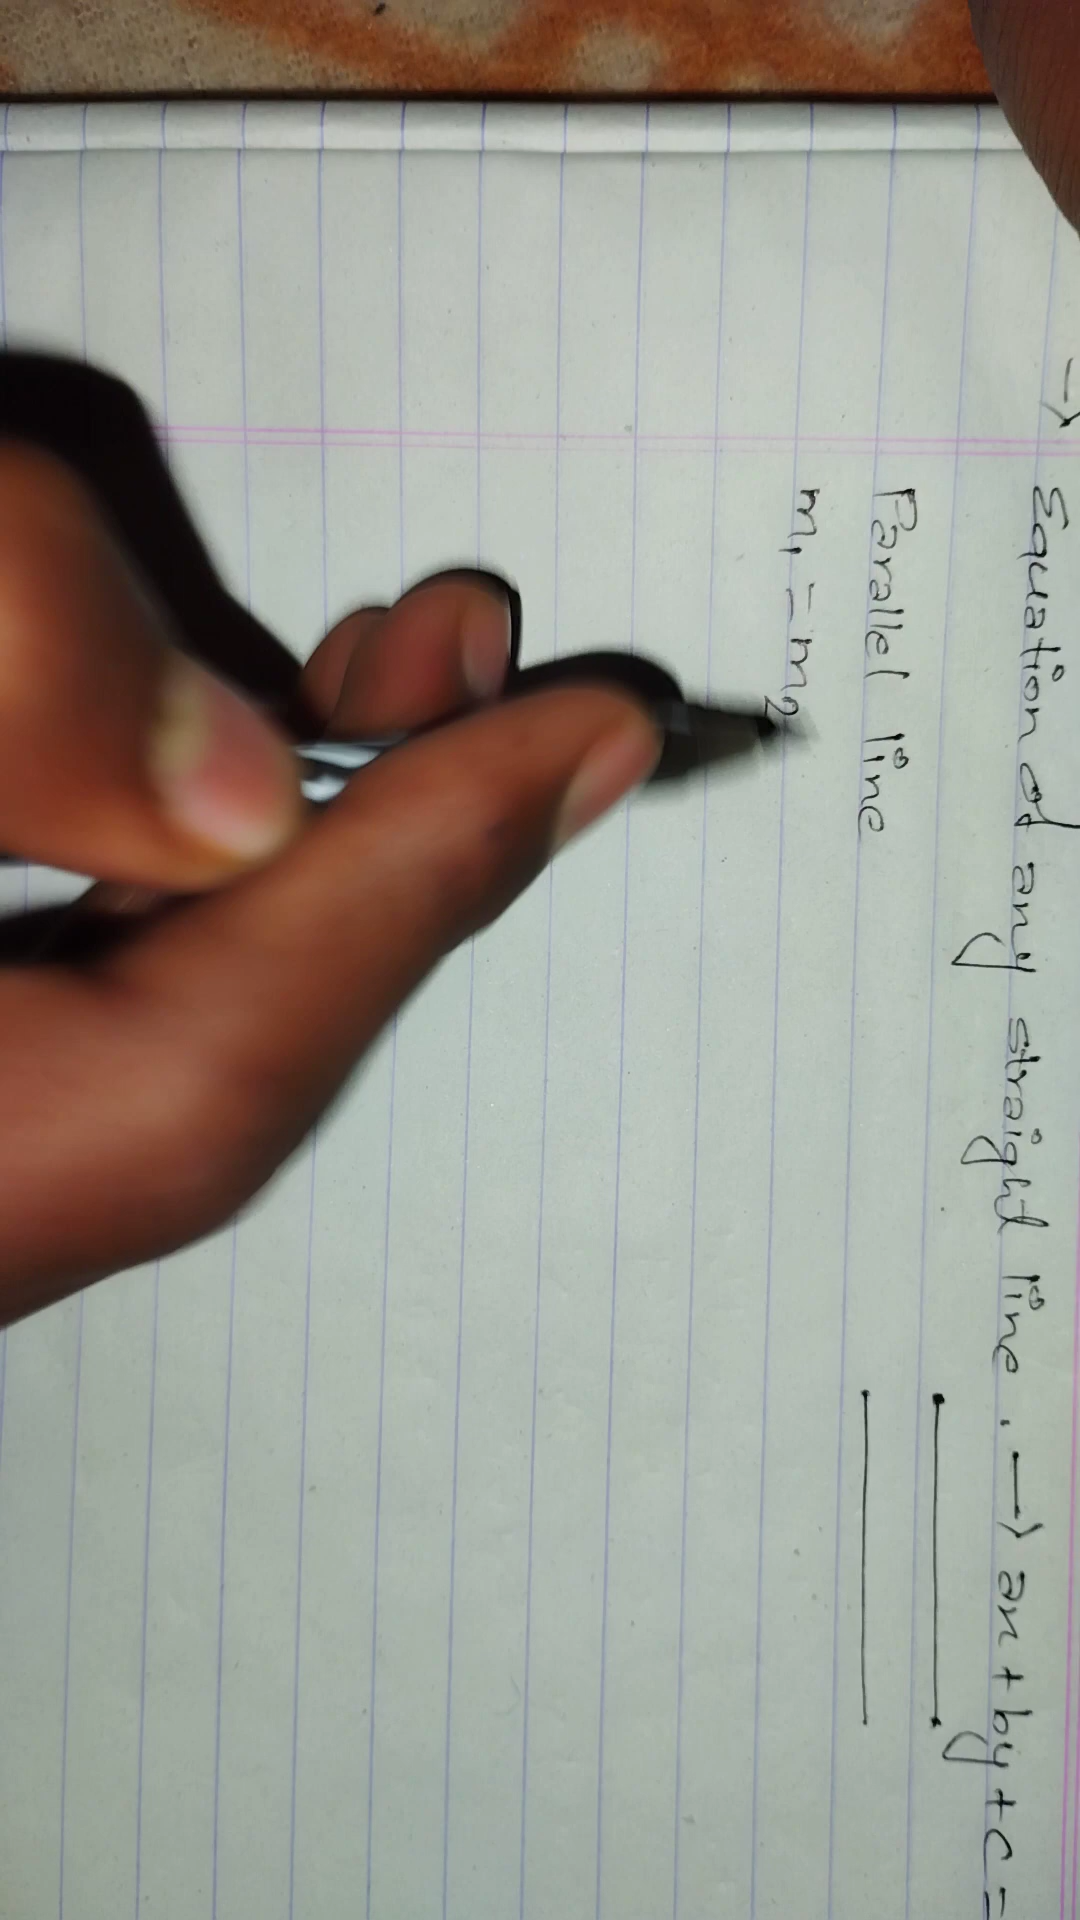 → Equation of any straight line. → ax + by + c =
Parallel line
m₁ = m₂